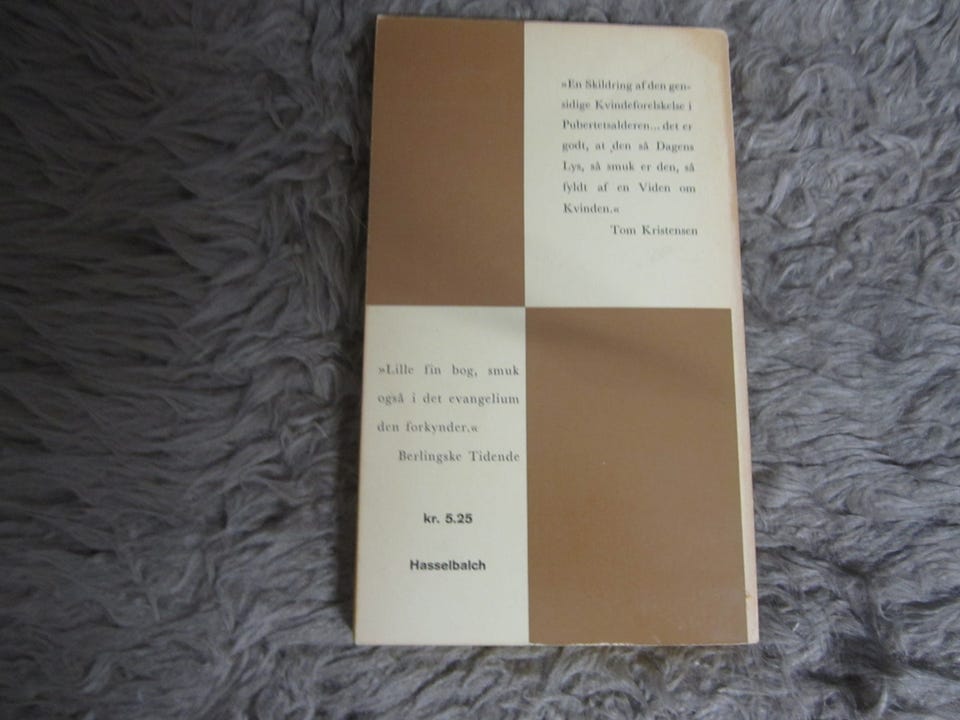 »En Skildring af den gen-
sidige Kvindeforelskelse i
Pubertetsalderen... det er
godt, at den så Dagens
Lys, så smuk er den, så
fyldt af en Viden om
Kvinden.«
Tom Kristensen
»Lille fin bog, smuk
også i det evangelium
den forkynder.«
Berlingske Tidende
kr. 5.25
Hasselbalch